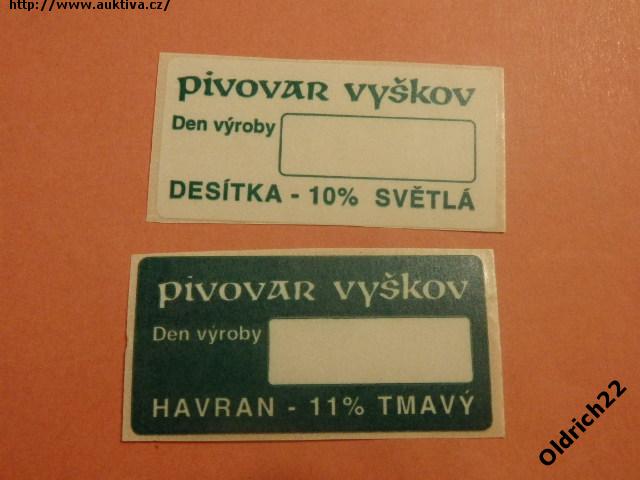 http://www.auktiva.cz/
pivovar vyškov
Den výroby
DESÍTKA - 10% SVĚTLÁ
pivovar vyškov
Den výroby
HAVRAN - 11% TMAVÝ
Oldrich22